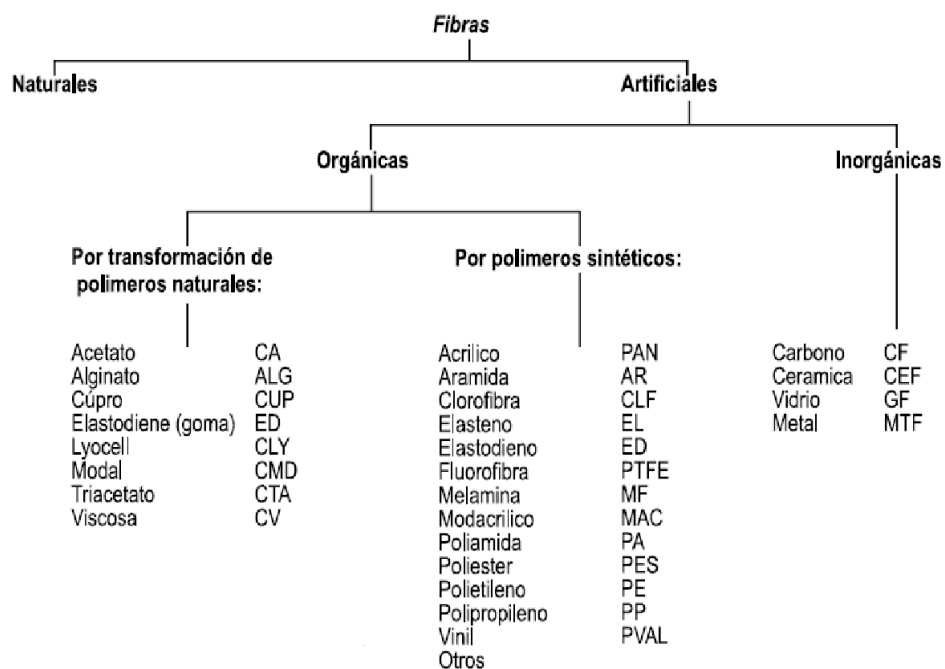 Fibras
Naturales
Artificiales
Orgánicas
Inorgánicas
Por transformación de
polimeros naturales:
Por polimeros sintéticos:
Acetato CA
Alginato ALG
Cúpro CUP
Elastodiene (goma) ED
Lyocell CLY
Modal CMD
Triacetato CTA
Viscosa CV
Acrilico PAN
Aramida AR
Clorofibra CLF
Elasteno EL
Elastodieno ED
Fluorofibra PTFE
Melamina MF
Modacrilico MAC
Poliamida PA
Poliester PES
Polietileno PE
Polipropileno PP
Vinil PVAL
Otros
Carbono CF
Ceramica CEF
Vidrio GF
Metal MTF